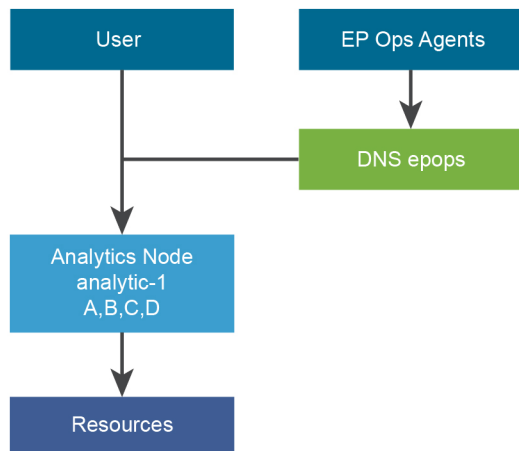 User
EP Ops Agents
DNS epops
Analytics Node
analytic-1
A,B,C,D
Resources